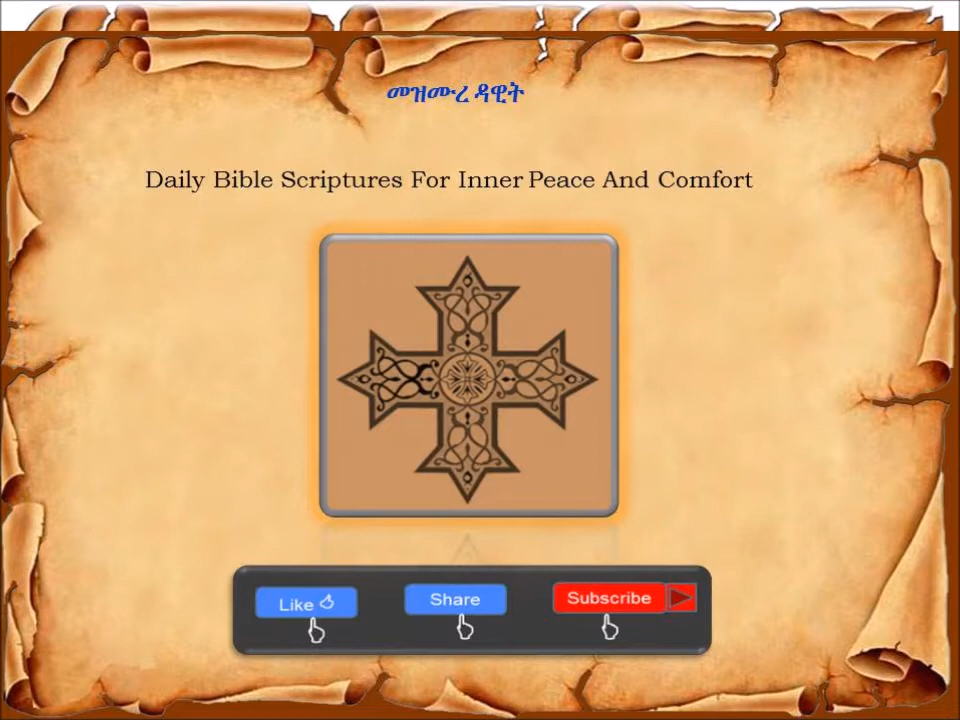 መዝሙረ ዳዊት
Daily Bible Scriptures For Inner Peace And Comfort
Like
Share
Subscribe